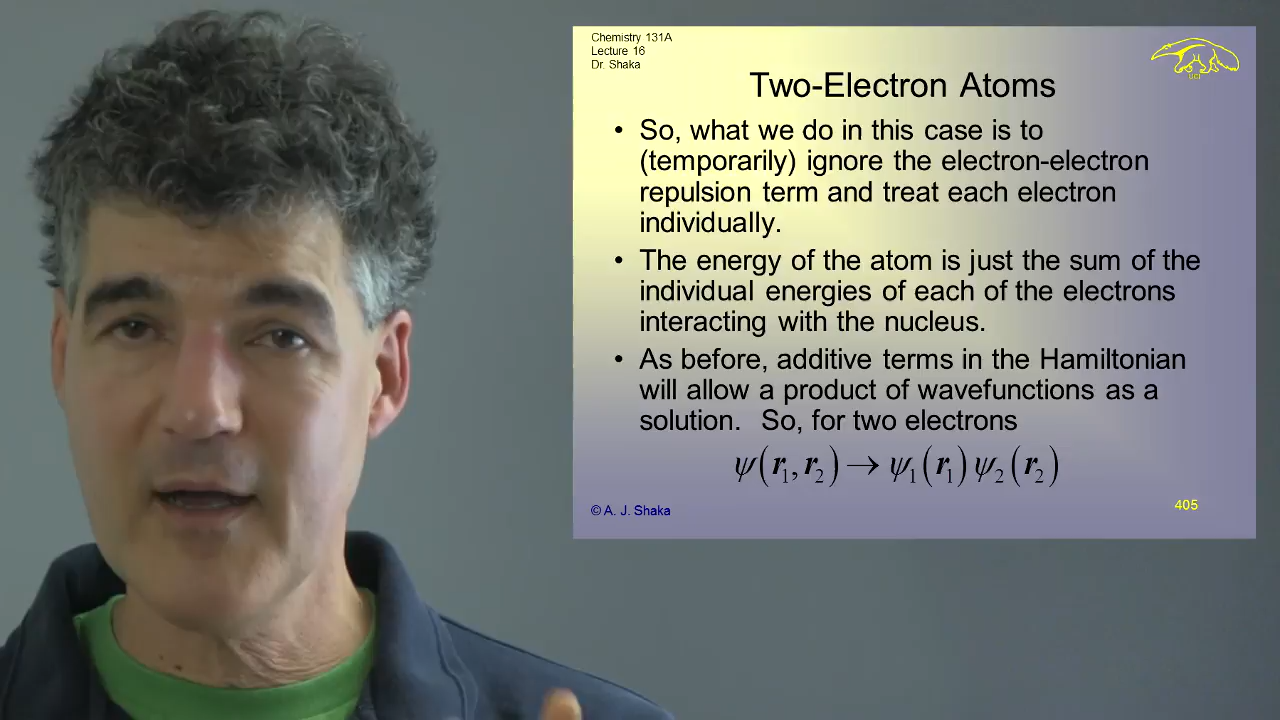 Chemistry 131A
Lecture 16
Dr. Shaka
UCI
Two-Electron Atoms
• So, what we do in this case is to
(temporarily) ignore the electron-electron
repulsion term and treat each electron
individually.
• The energy of the atom is just the sum of the
individual energies of each of the electrons
interacting with the nucleus.
• As before, additive terms in the Hamiltonian
will allow a product of wavefunctions as a
solution.  So, for two electrons
ψ(r₁, r₂) → ψ₁(r₁) ψ₂(r₂)
© A. J. Shaka
405